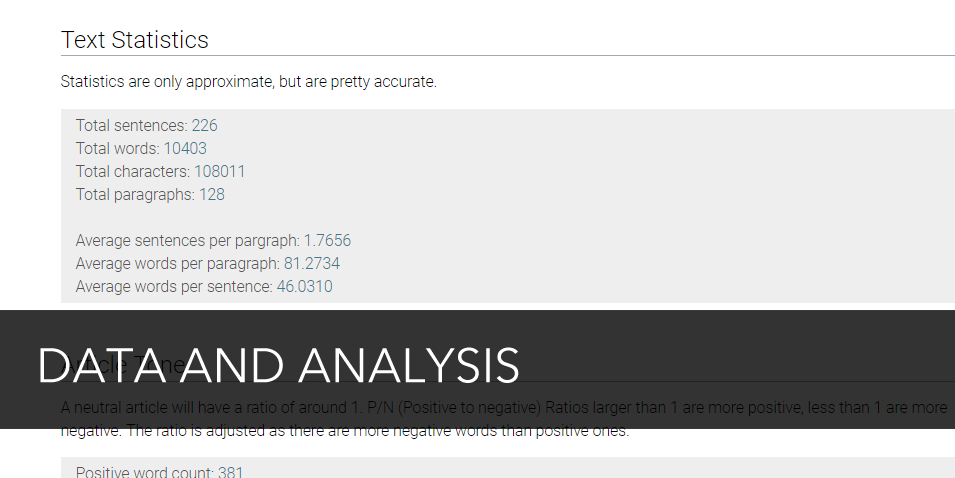 Text Statistics
Statistics are only approximate, but are pretty accurate.
Total sentences: 226
Total words: 10403
Total characters: 108011
Total paragraphs: 128
Average sentences per pargraph: 1.7656
Average words per paragraph: 81.2734
Average words per sentence: 46.0310
Article Tone
DATA AND ANALYSIS
A neutral article will have a ratio of around 1. P/N (Positive to negative) Ratios larger than 1 are more positive, less than 1 are more
negative. The ratio is adjusted as there are more negative words than positive ones.
Positive word count: 381